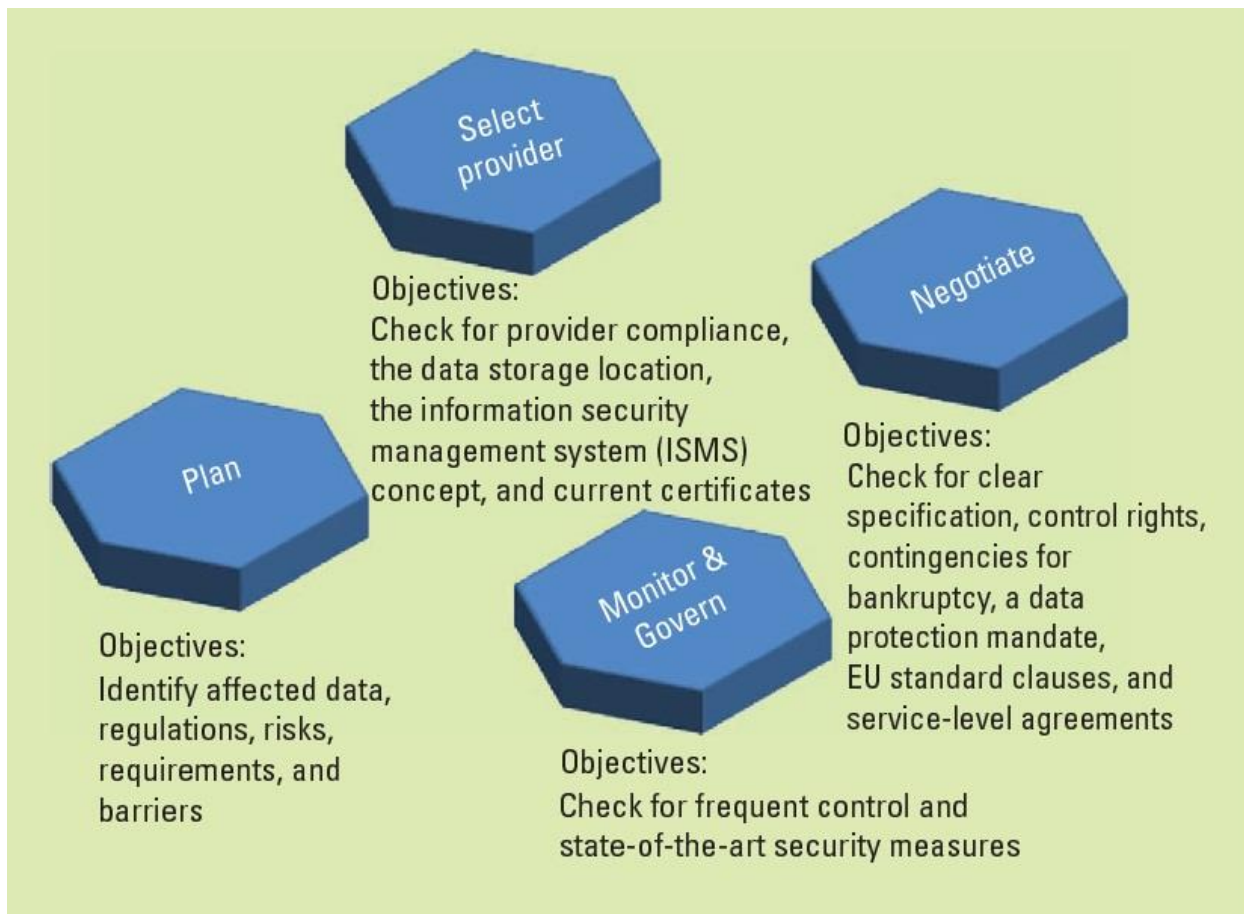 Select
provider
Objectives:
Check for provider compliance,
the data storage location,
the information security
management system (ISMS)
concept, and current certificates
Negotiate
Objectives:
Check for clear
specification, control rights,
contingencies for
bankruptcy, a data
protection mandate,
EU standard clauses, and
service-level agreements
Plan
Objectives:
Identify affected data,
regulations, risks,
requirements, and
barriers
Monitor &
Govern
Objectives:
Check for frequent control and
state-of-the-art security measures